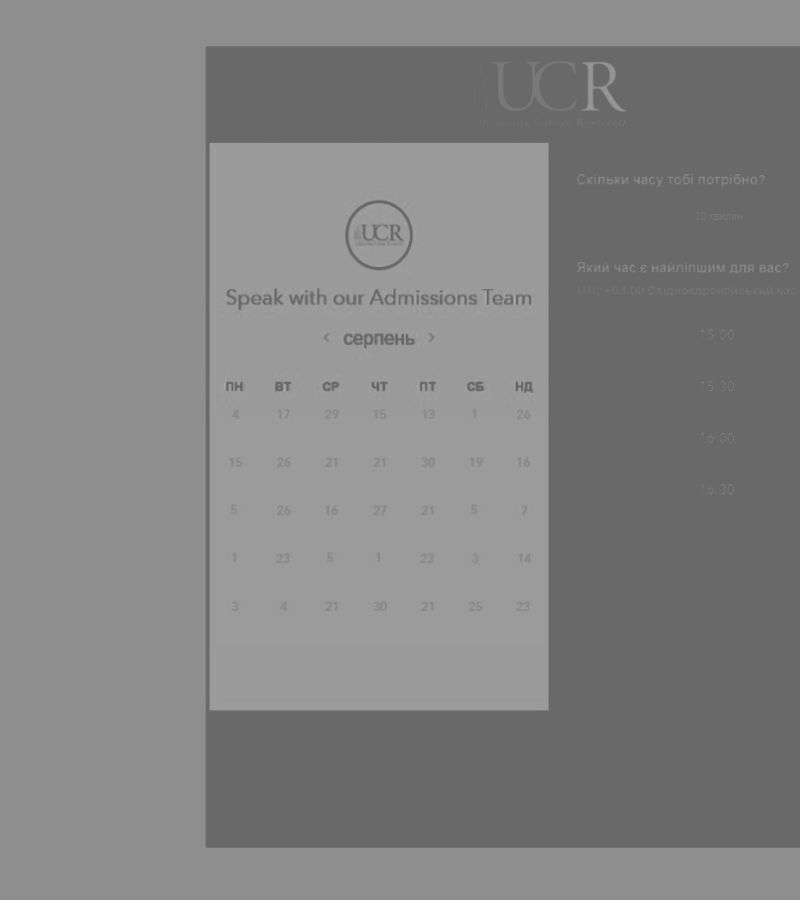 UCR
UCR
Speak with our Admissions Team
‹ серпень ›
ПН ВТ СР ЧТ ПТ СБ НД
4 17 29 15 13 1 26
15 26 21 21 30 19 16
5 26 16 27 21 5 7
1 23 5 1 23 3 14
3 4 21 30 21 25 23
Скільки часу тобі потрібно?
30 хвилин
Який час є найліпшим для вас?
UTC +03:00 Східноєвропейський час
15:00
15:30
16:00
16:30